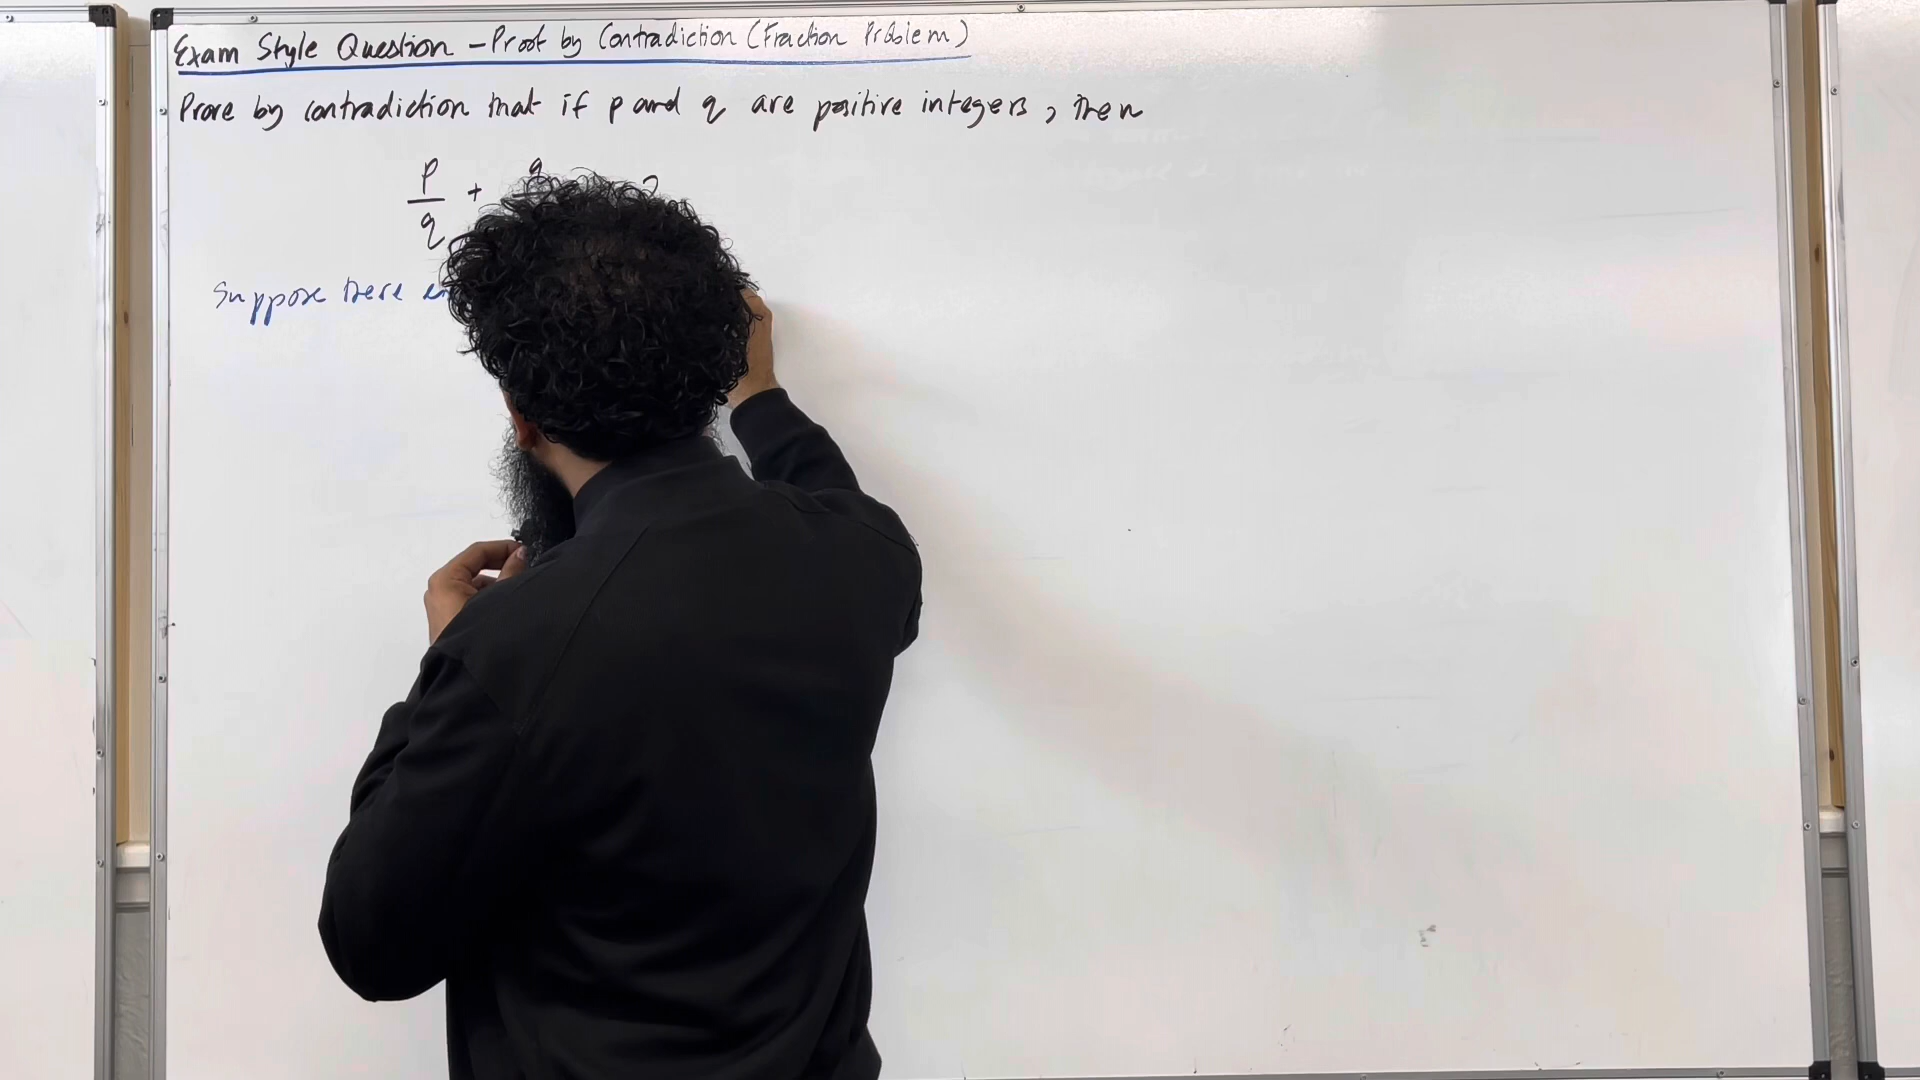 Exam Style Question - Proof by Contradiction (Fraction Problem)
Prove by contradiction that if p and q are positive integers, then
p/q + q 2
Suppose there